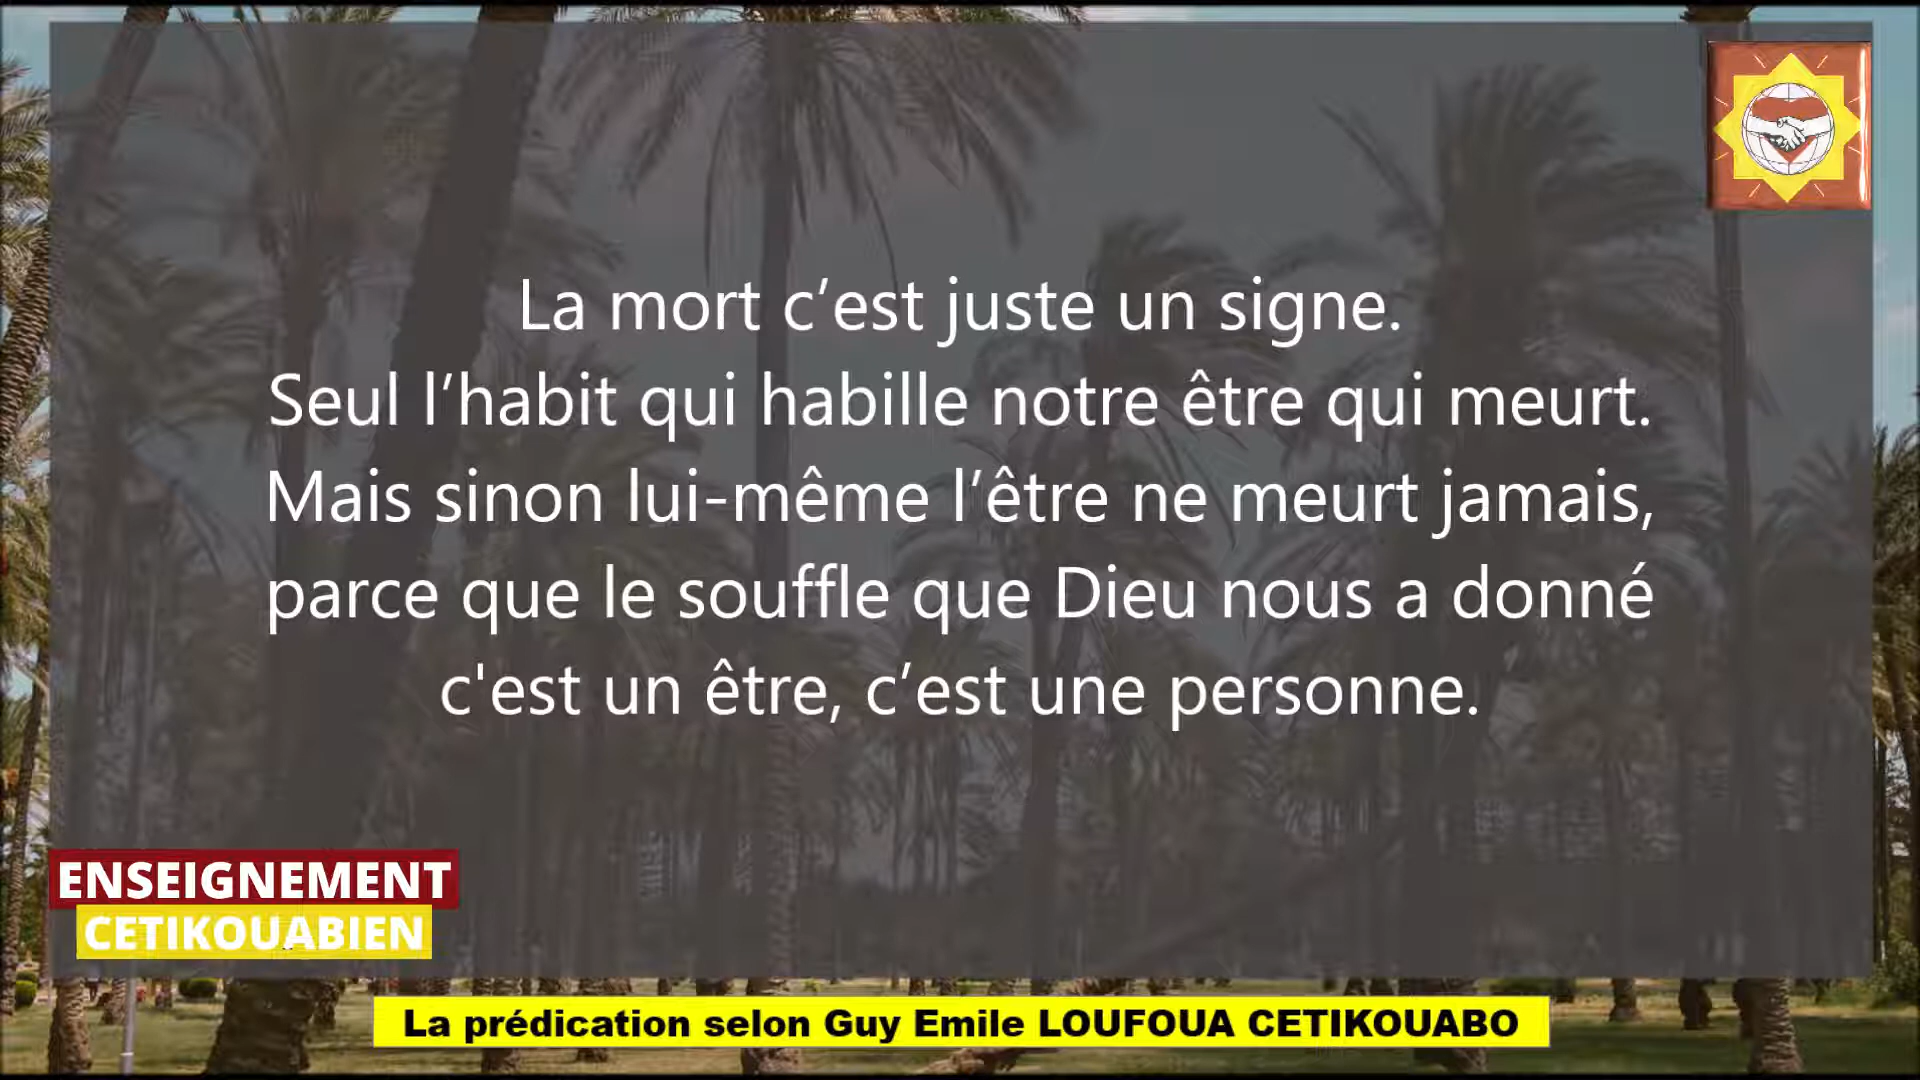 La mort c’est juste un signe.
Seul l’habit qui habille notre être qui meurt.
Mais sinon lui-même l’être ne meurt jamais,
parce que le souffle que Dieu nous a donné
c'est un être, c’est une personne.
ENSEIGNEMENT
CETIKOUABIEN
La prédication selon Guy Emile LOUFOUA CETIKOUABO